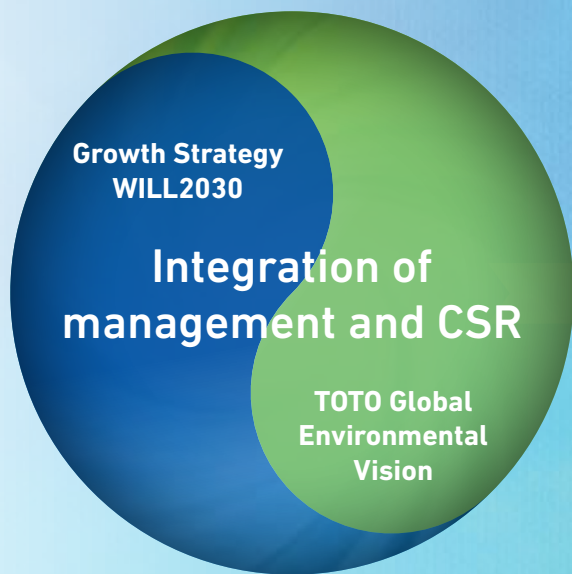 Growth Strategy
WILL2030
Integration of
management and CSR
TOTO Global
Environmental
Vision